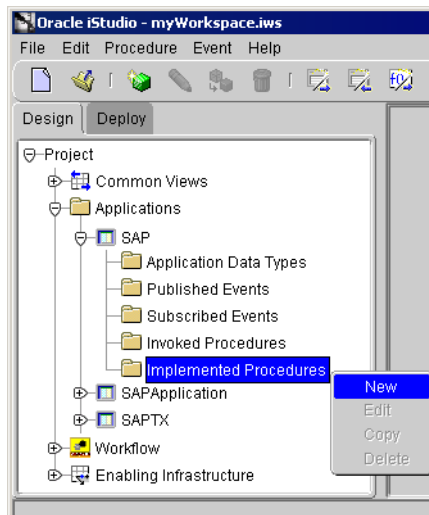 Oracle iStudio - myWorkspace.iws
File Edit Procedure Event Help
Design Deploy
Project
Common Views
Applications
SAP
Application Data Types
Published Events
Subscribed Events
Invoked Procedures
Implemented Procedures
New
SAPApplication
Edit
SAPTX
Copy
Workflow
Delete
Enabling Infrastructure